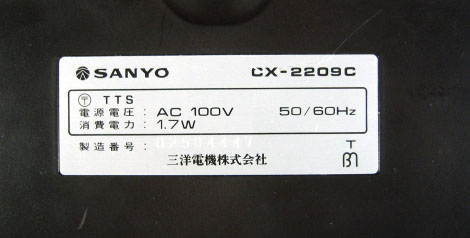 SANYO CX-2209C
〒 TTS
電源電圧: AC 100V 50/60Hz
消費電力: 1.7W
製造番号:
三洋電機株式会社
T